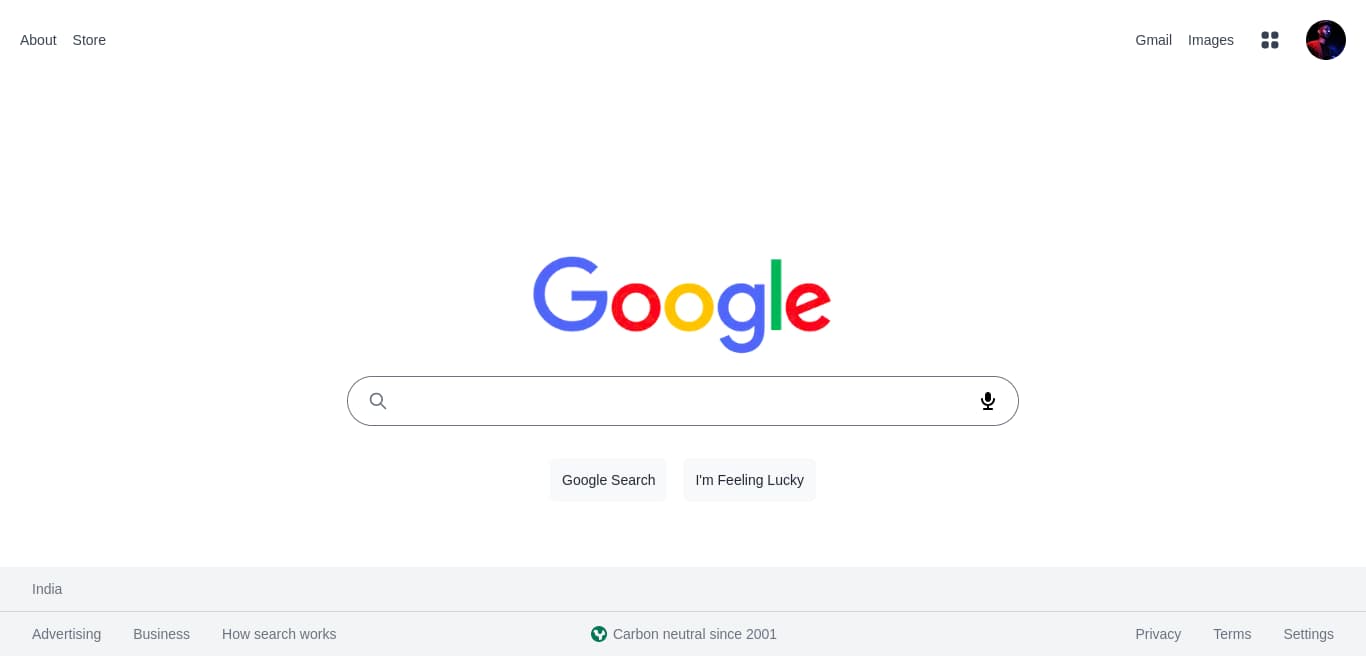 About Store
Gmail Images
Google
Google Search
I'm Feeling Lucky
India
Advertising Business How search works
Carbon neutral since 2001
Privacy Terms Settings